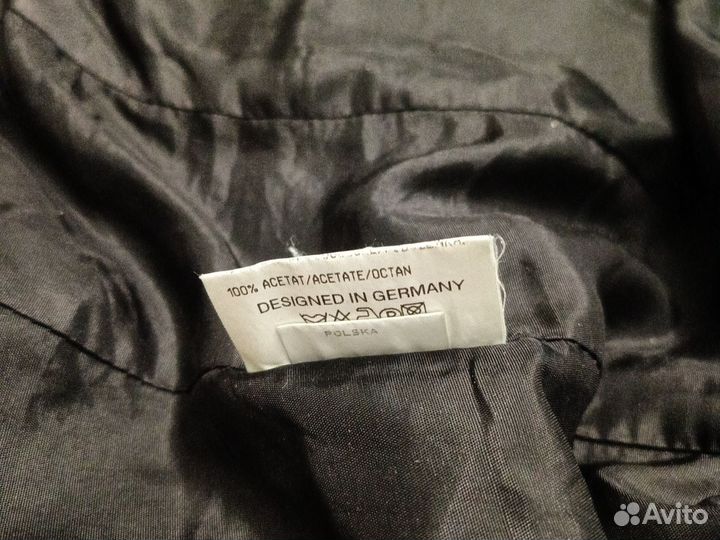 100% ACETAT/ACETATE/OCTAN
DESIGNED IN GERMANY
POLSKA
Avito